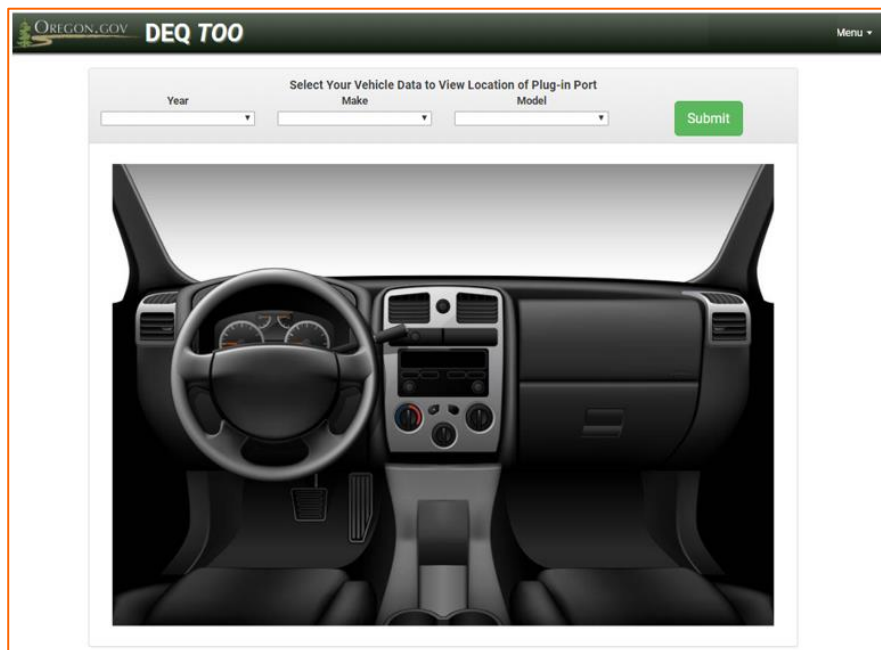 OREGON.GOV DEQ TOO Menu
Select Your Vehicle Data to View Location of Plug-in Port
Year Make Model
Submit